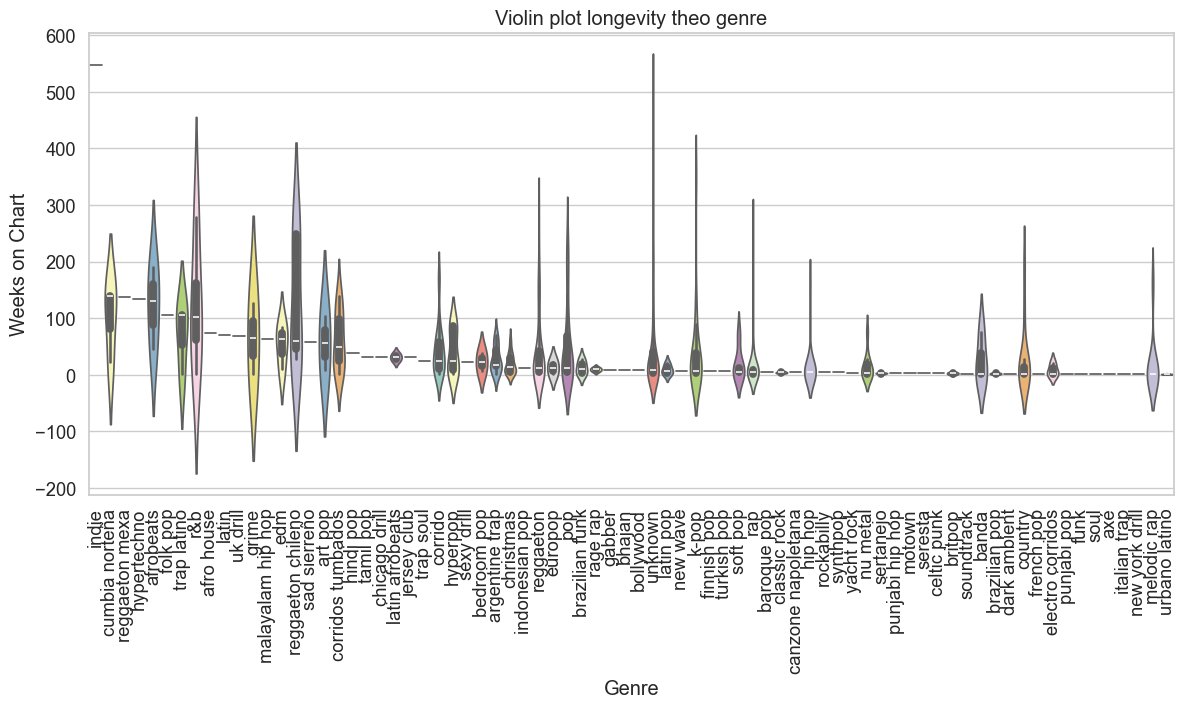 Violin plot longevity theo genre
Weeks on Chart
600
500
400
300
200
100
0
−100
−200
indie
cumbia norteña
reggaeton mexa
hypertechno
afrobeats
folk pop
trap latino
r&b
afro house
latin
uk drill
grime
malayalam hip hop
edm
reggaeton chileno
sad sierreño
art pop
corridos tumbados
hindi pop
tamil pop
chicago drill
latin afrobeats
jersey club
trap soul
corrido
hyperpop
sexy drill
bedroom pop
argentine trap
christmas
indonesian pop
reggaeton
europop
pop
brazilian funk
rage rap
gabber
bhajan
bollywood
unknown
latin pop
new wave
k-pop
finnish pop
turkish pop
soft pop
rap
baroque pop
classic rock
canzone napoletana
hip hop
rockabilly
synthpop
yacht rock
nu metal
sertanejo
punjabi hip hop
motown
seresta
celtic punk
britpop
soundtrack
banda
brazilian pop
dark ambient
country
french pop
electro corridos
punjabi pop
funk
soul
axe
italian trap
new york drill
melodic rap
urbano latino
Genre